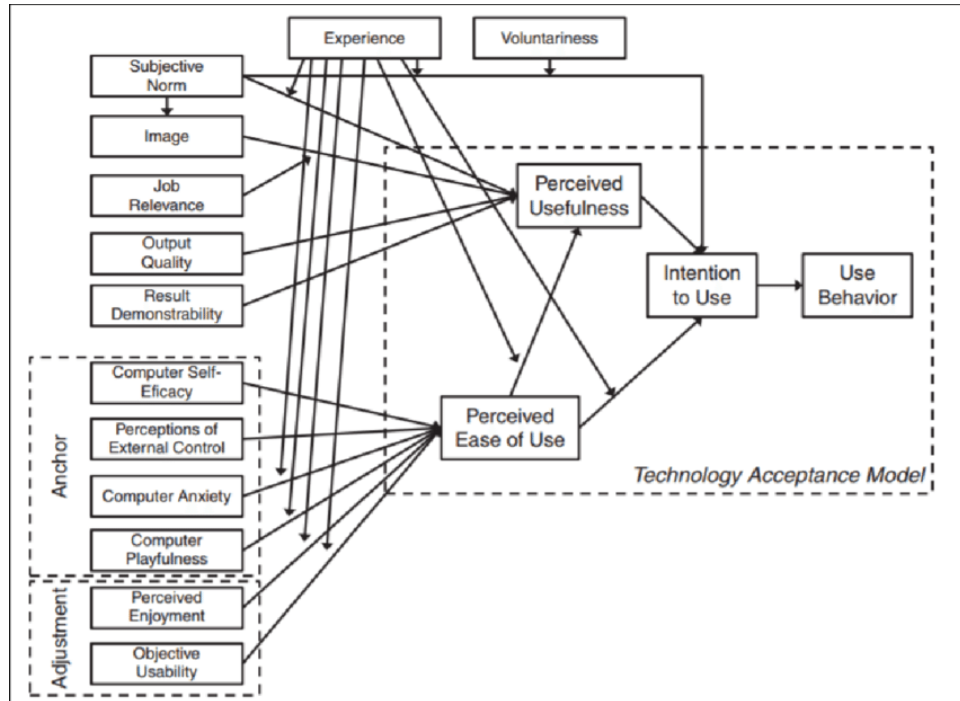 Experience
Voluntariness
Subjective
Norm
Image
Job
Relevance
Output
Quality
Result
Demonstrability
Perceived
Usefulness
Intention
to Use
Use
Behavior
Anchor
Computer Self-
Eficacy
Perceptions of
External Control
Computer Anxiety
Computer
Playfulness
Perceived
Ease of Use
Technology Acceptance Model
Adjustment
Perceived
Enjoyment
Objective
Usability